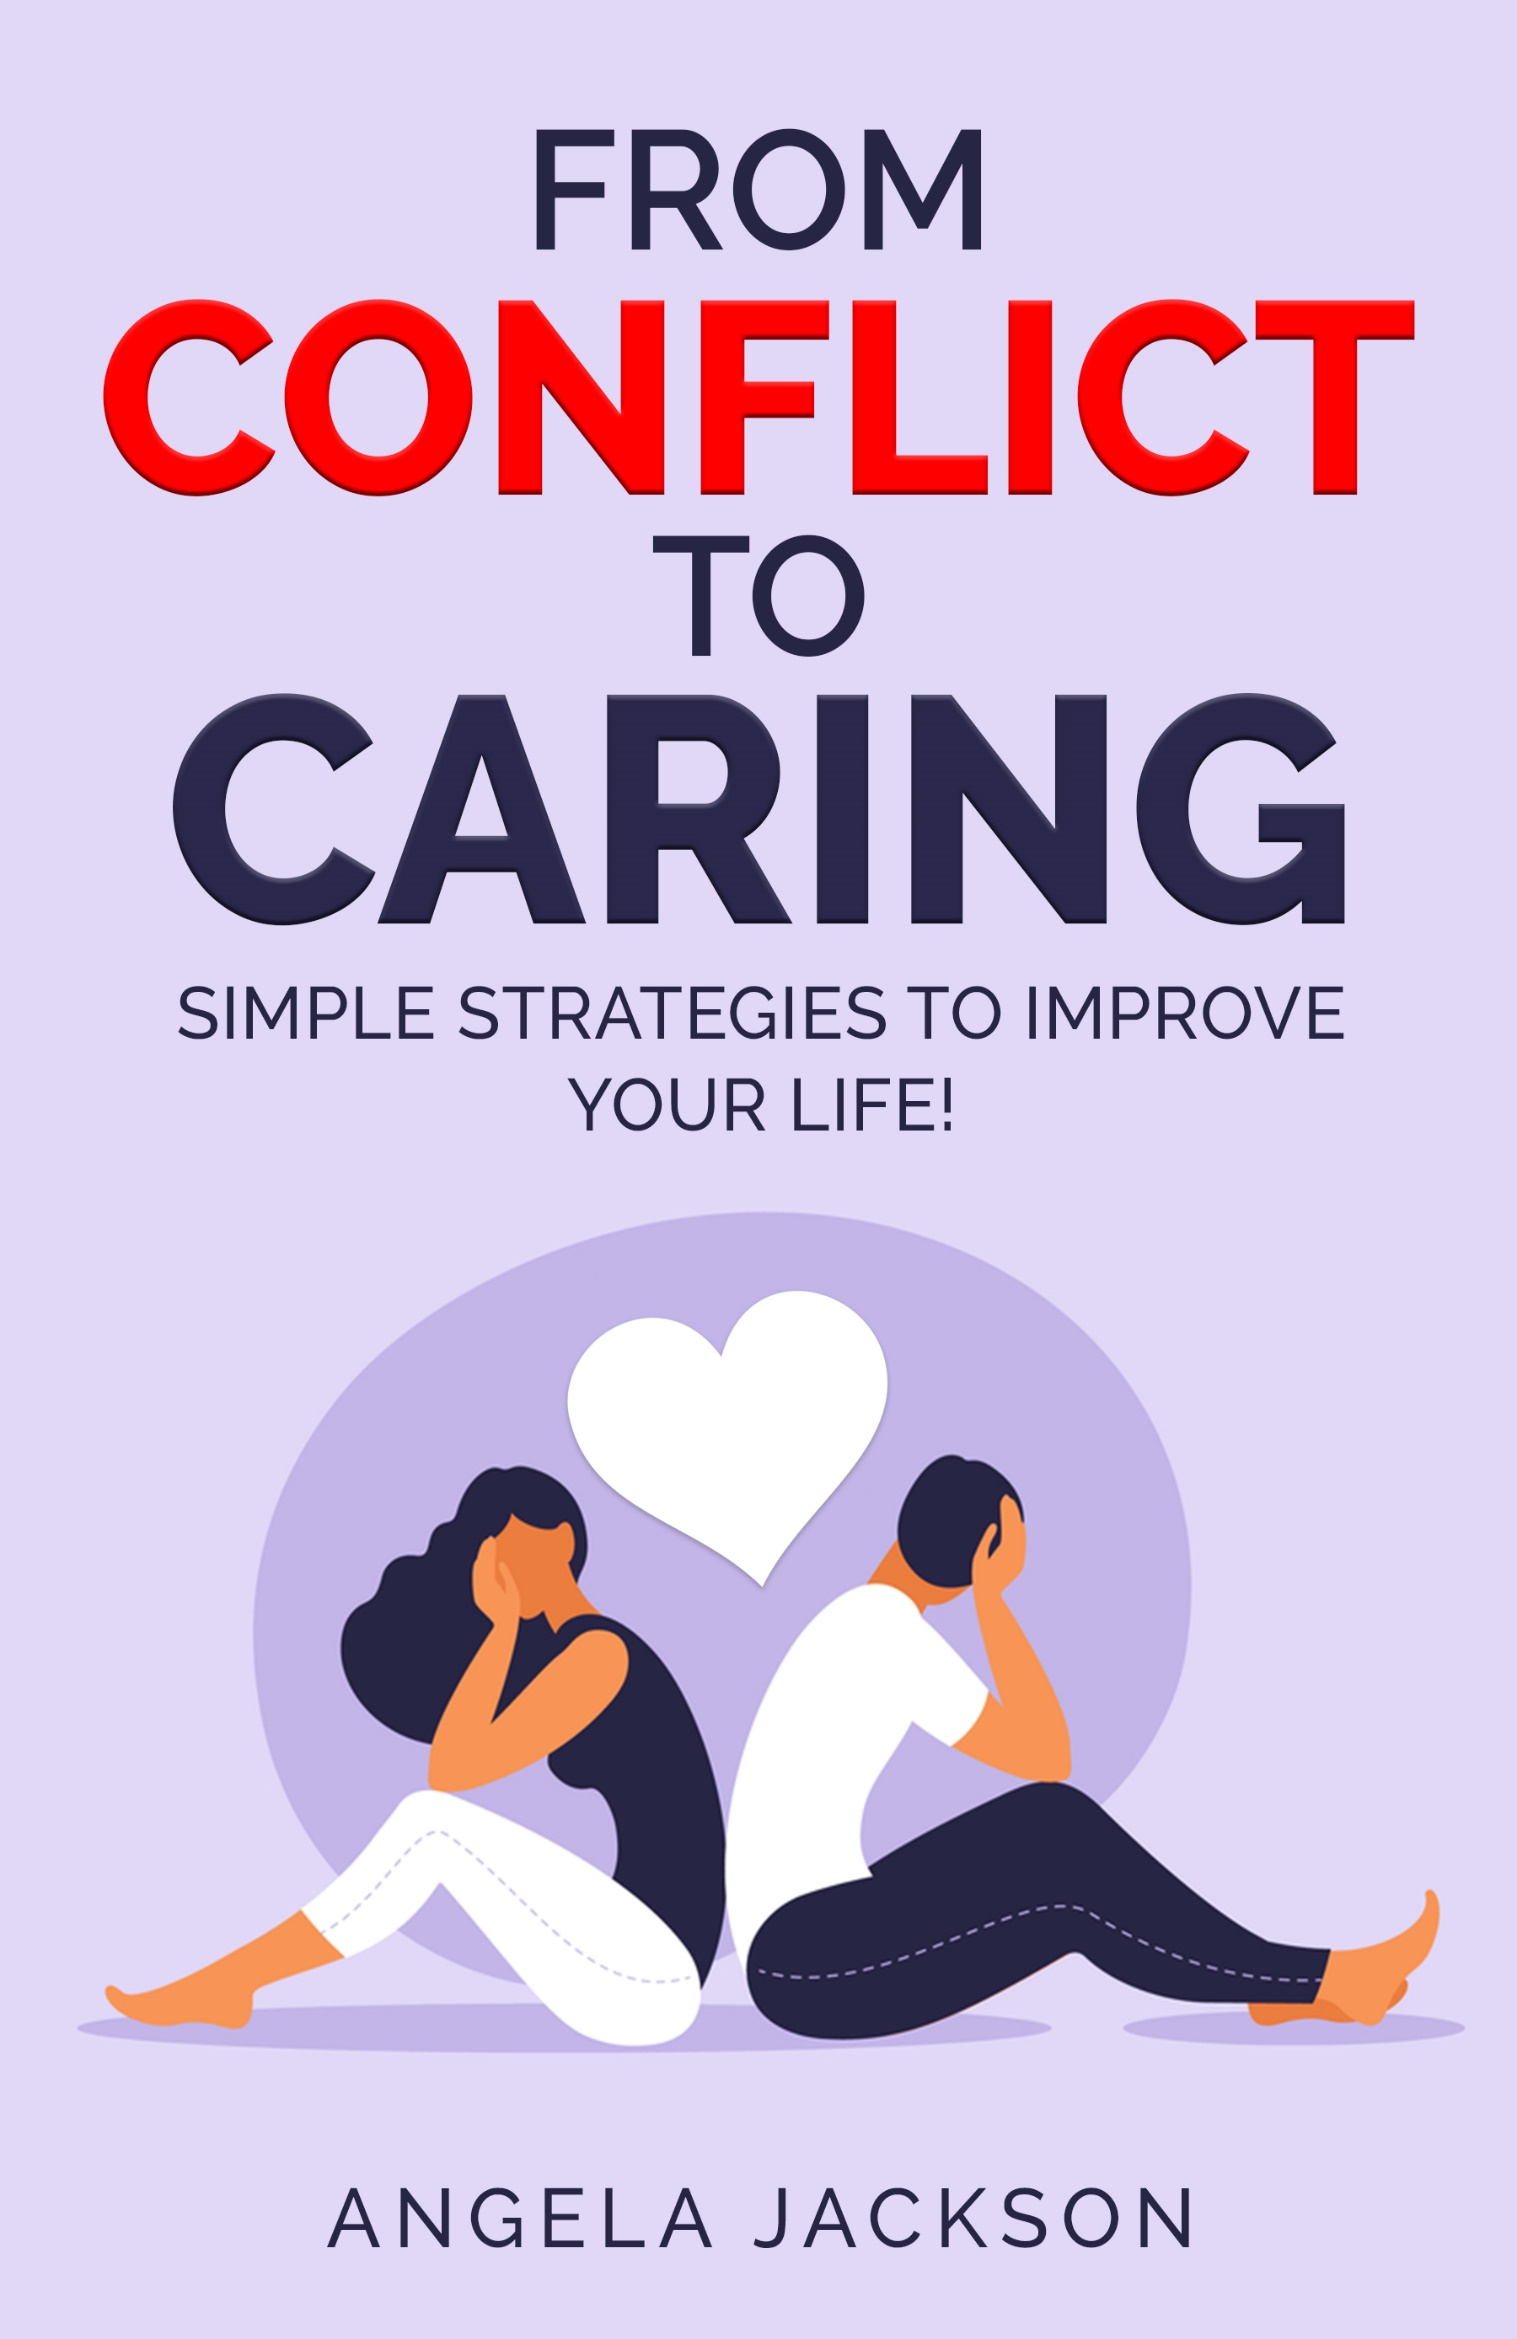 FROM
CONFLICT
TO
CARING
SIMPLE STRATEGIES TO IMPROVE
YOUR LIFE!
ANGELA JACKSON